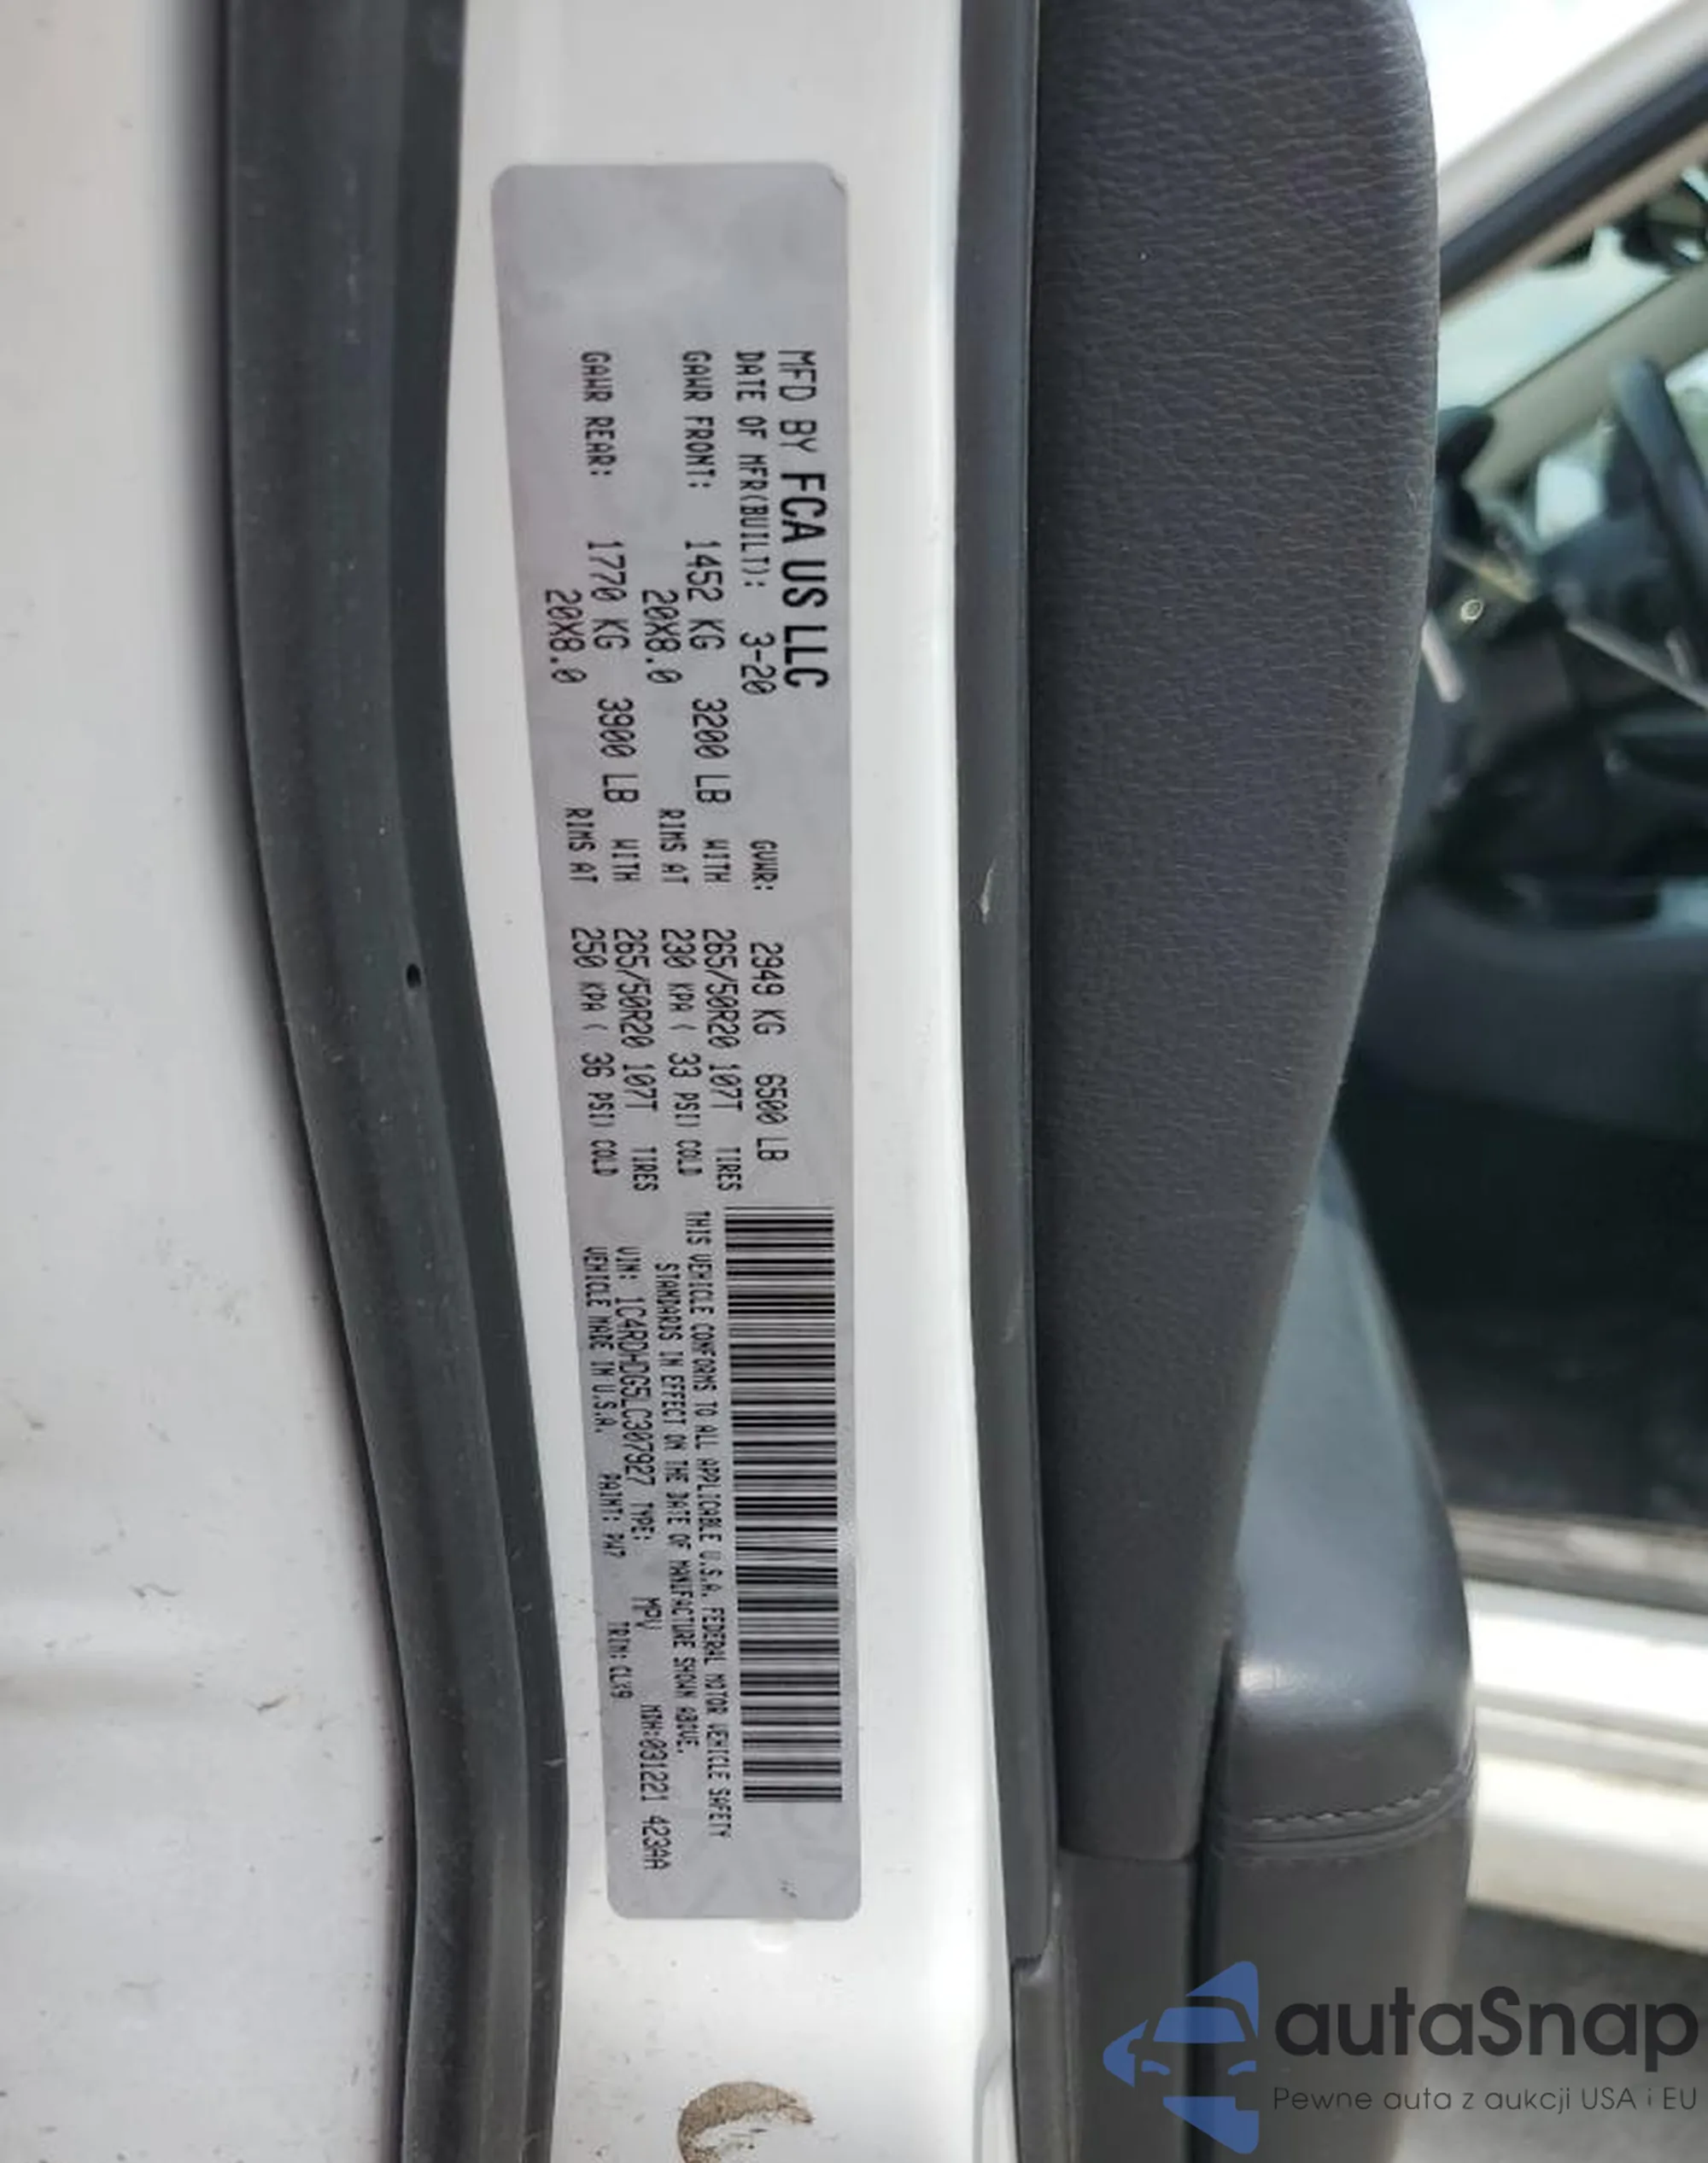 MFD BY FCA US LLC
DATE OF MFR(BUILT): 3-20 GVWR: 2949 KG 6500 LB
GAWR FRONT: 1452 KG 3200 LB WITH 265/50R20 107T TIRES
20X8.0 RIMS AT 230 KPA ( 33 PSI) COLD
GAWR REAR: 1770 KG 3900 LB WITH 265/50R20 107T TIRES
20X8.0 RIMS AT 250 KPA ( 36 PSI) COLD
THIS VEHICLE CONFORMS TO ALL APPLICABLE U.S.A. FEDERAL MOTOR VEHICLE SAFETY
STANDARDS IN EFFECT ON THE DATE OF MANUFACTURE SHOWN ABOVE.
VIN: 1C4RDHDG5LC307927 TYPE: MPV MDH:031221 423AA
VEHICLE MADE IN U.S.A. PAINT: PW7 TRIM:
autaSnap
Pewne auta z aukcji USA i EU